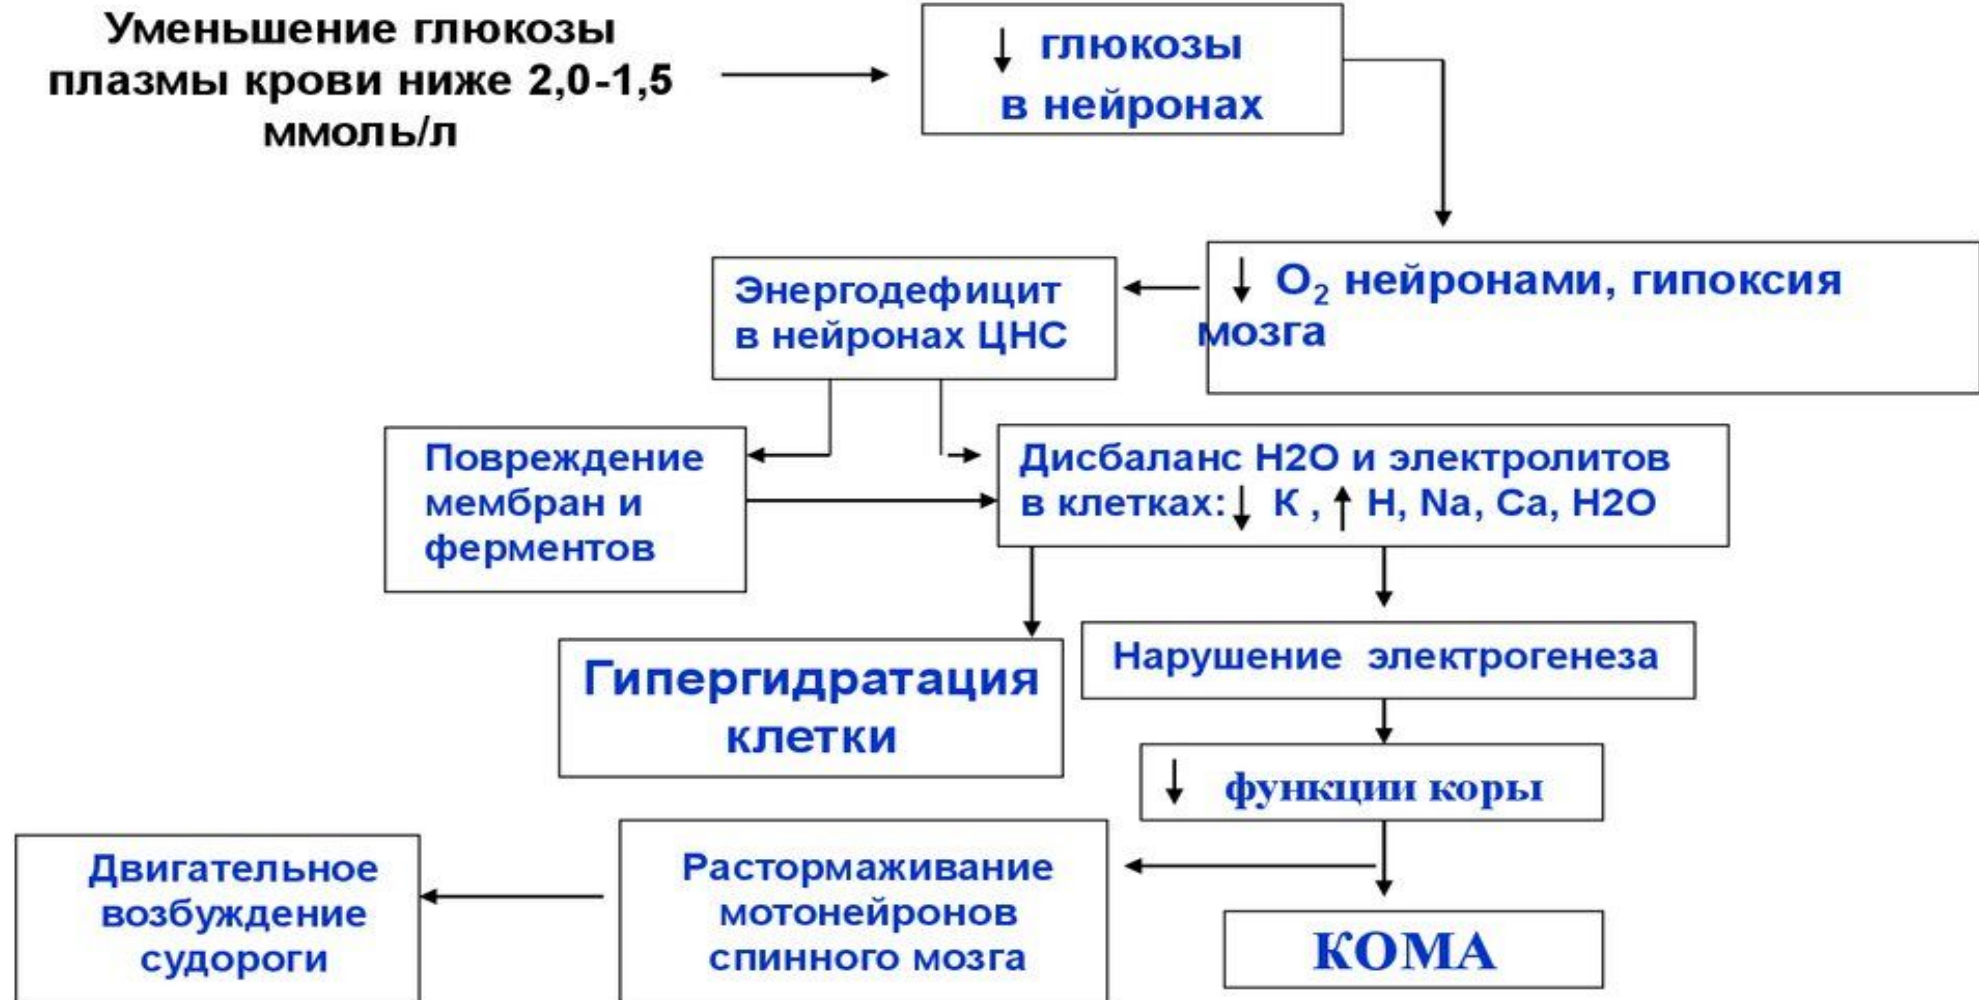 Уменьшение глюкозы
плазмы крови ниже 2,0-1,5
ммоль/л
↓ глюкозы
в нейронах
↓ O₂ нейронами, гипоксия
мозга
Энергодефицит
в нейронах ЦНС
Повреждение
мембран и
ферментов
Дисбаланс Н2О и электролитов
в клетках:↓ К , ↑ Н, Na, Ca, Н2О
Гипергидратация
клетки
Нарушение электрогенеза
↓ функции коры
Двигательное
возбуждение
судороги
Растормаживание
мотонейронов
спинного мозга
КОМА